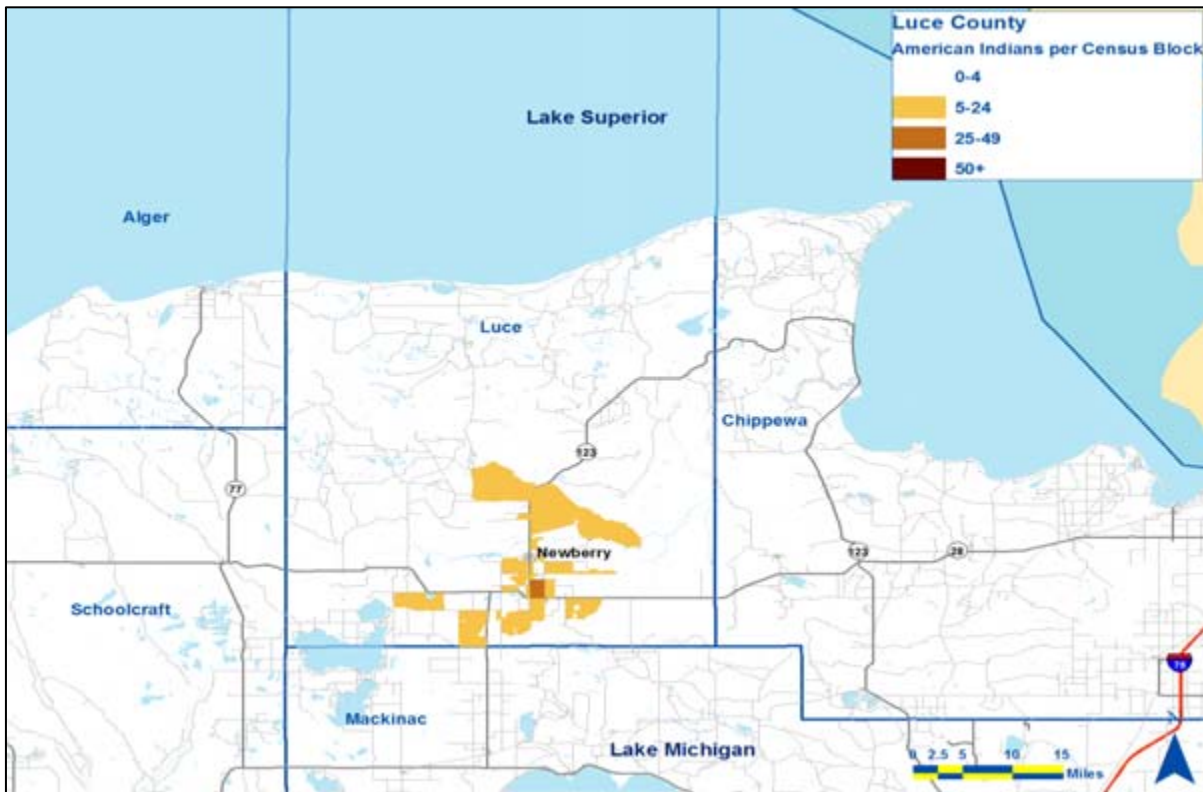 Luce County
American Indians per Census Block
0-4
5-24
25-49
50+
Lake Superior
Alger
Luce
Chippewa
123
77
Newberry
123
28
Schoolcraft
75
Mackinac
Lake Michigan
0 2.5 5 10 15
Miles